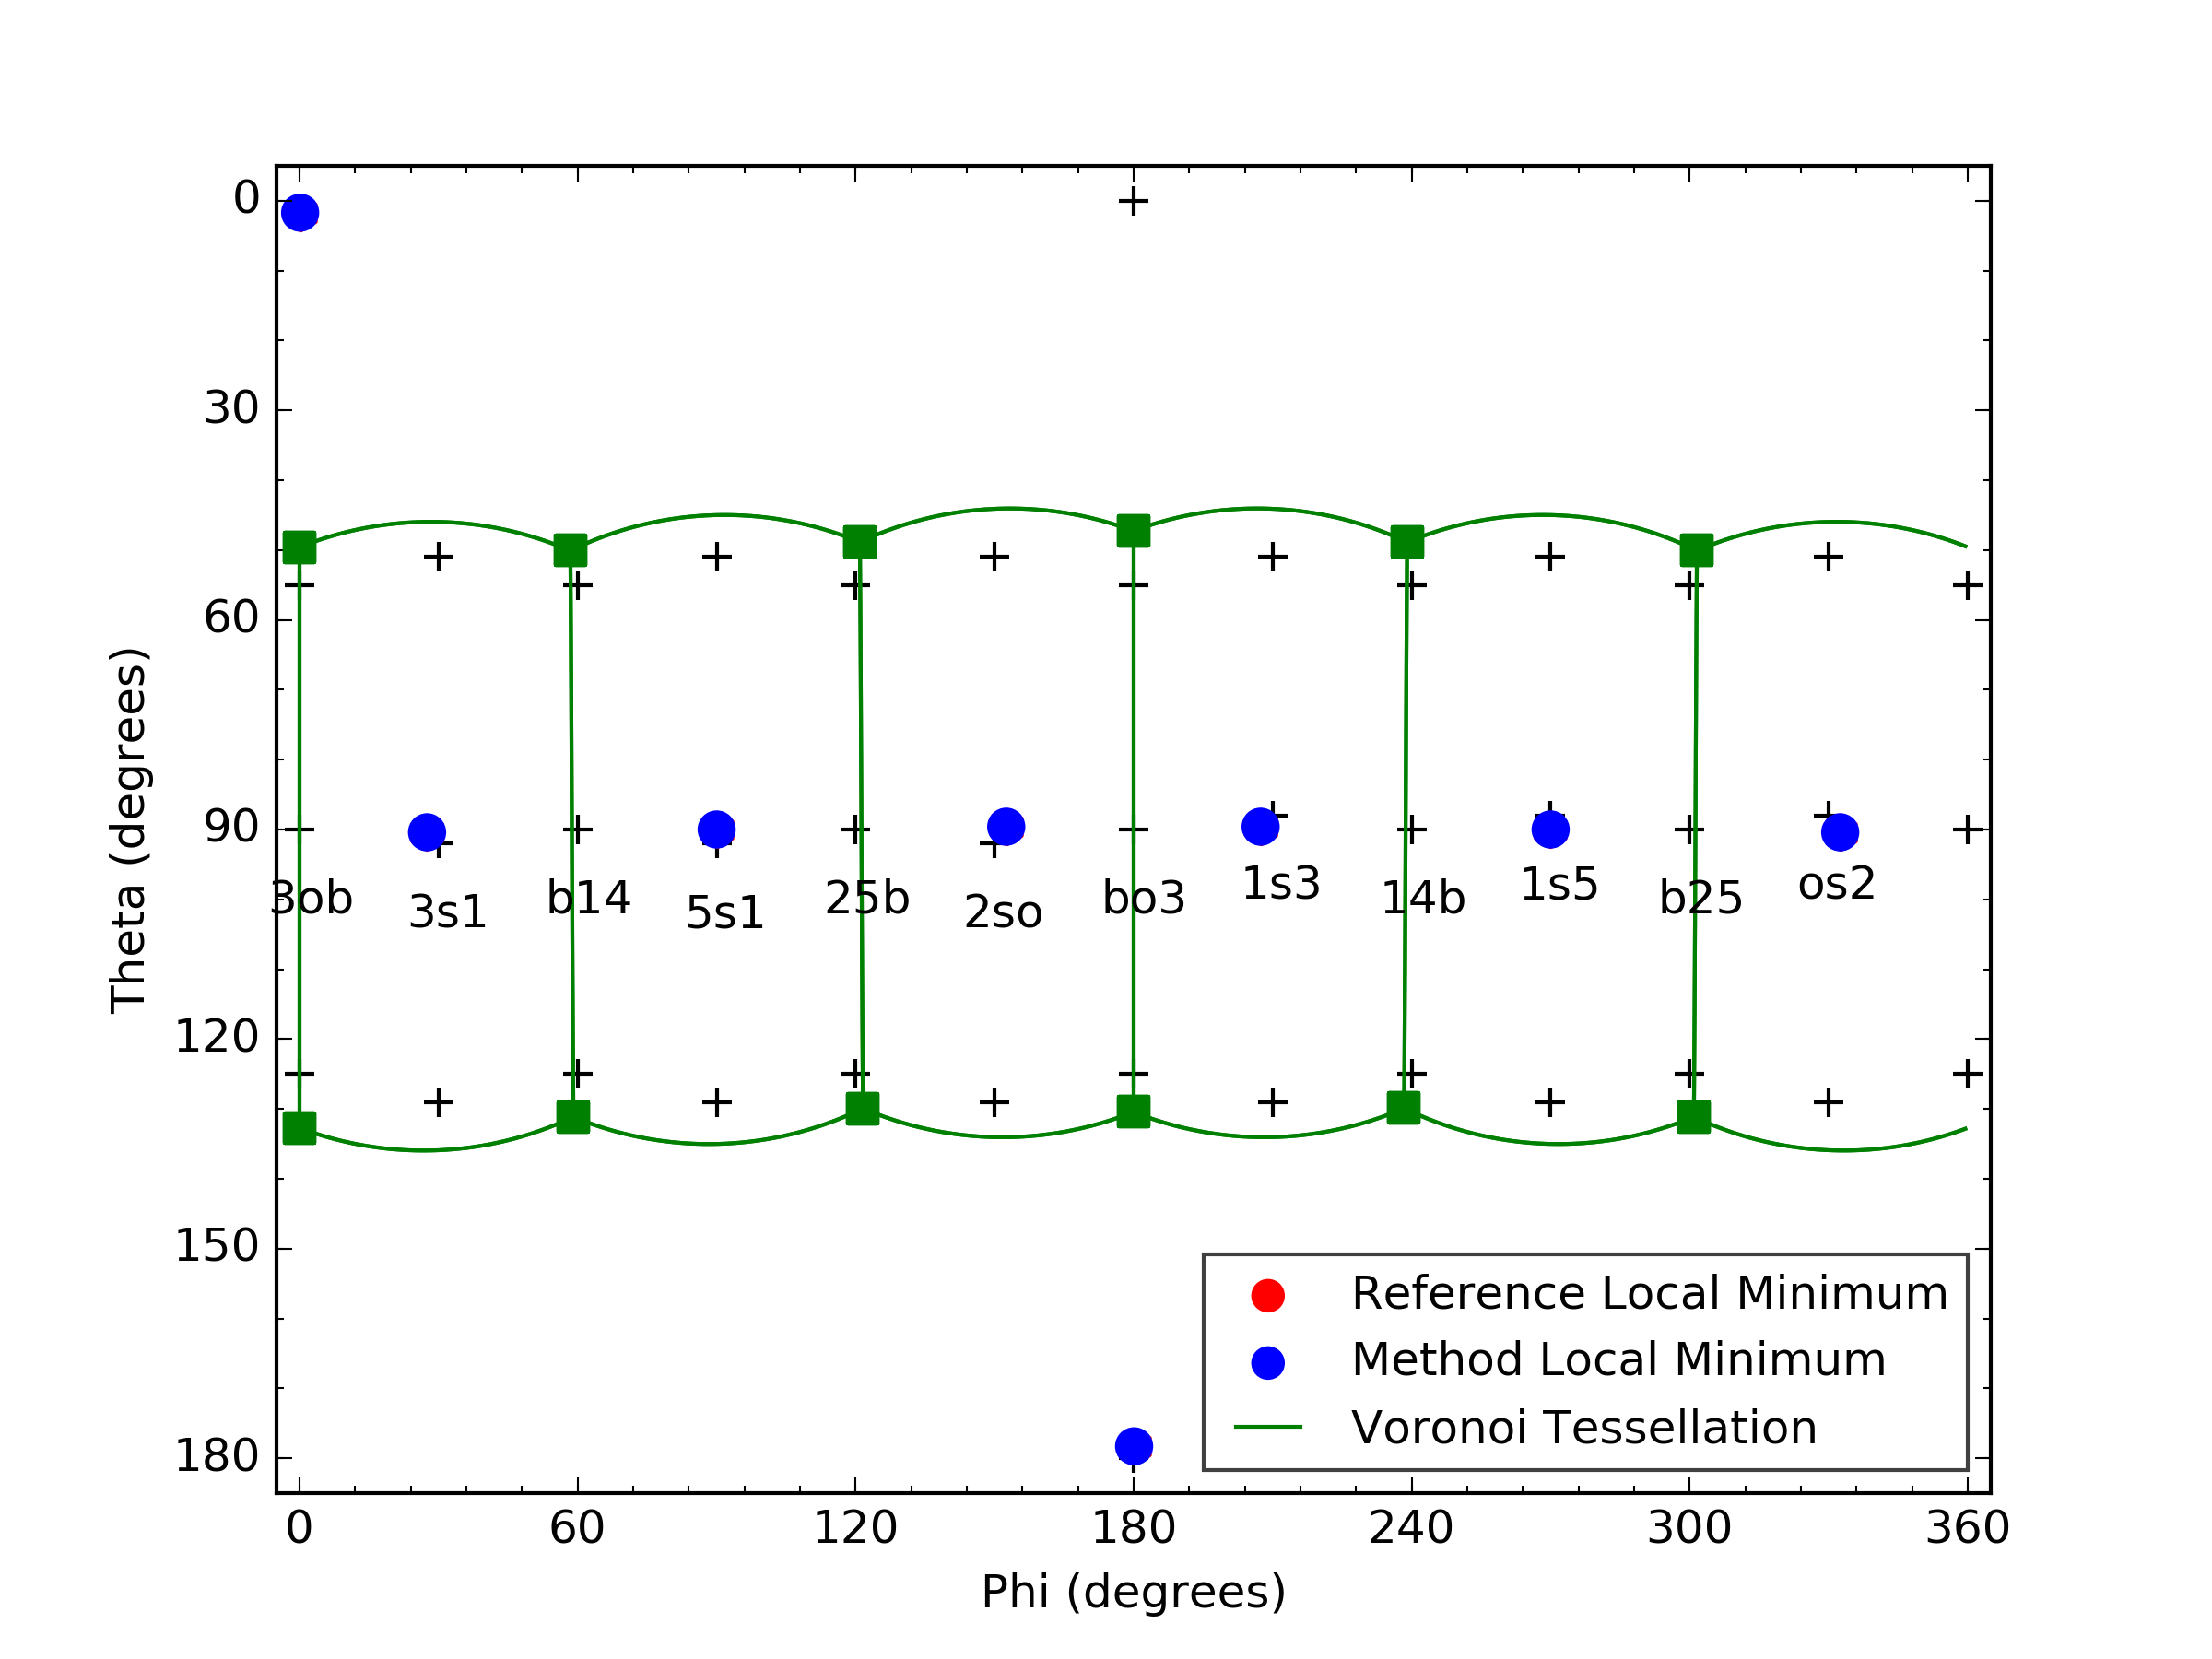 0
30
60
90
120
150
180
Theta (degrees)
3ob 3s1 b14 5s1 25b 2so bo3 1s3 14b 1s5 b25 os2
Reference Local Minimum
Method Local Minimum
Voronoi Tessellation
0 60 120 180 240 300 360
Phi (degrees)